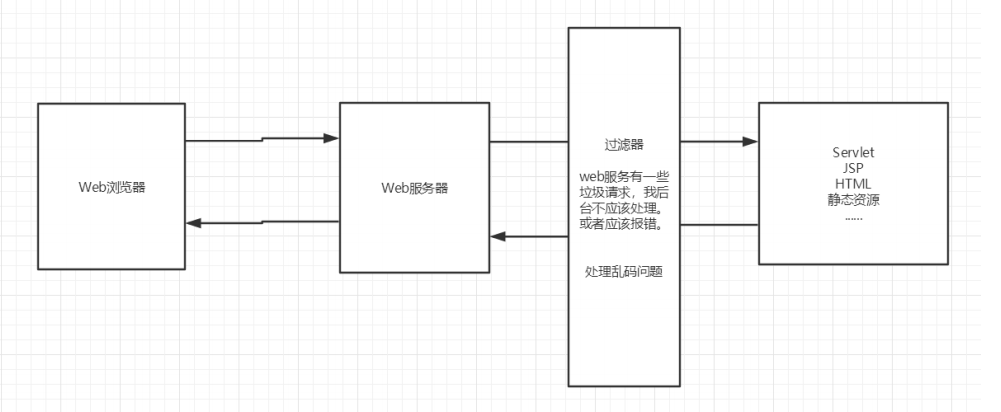 Web浏览器
Web服务器
过滤器
web服务有一些
垃圾请求，我后
台不应该处理。
或者应该报错。
处理乱码问题
Servlet
JSP
HTML
静态资源
......